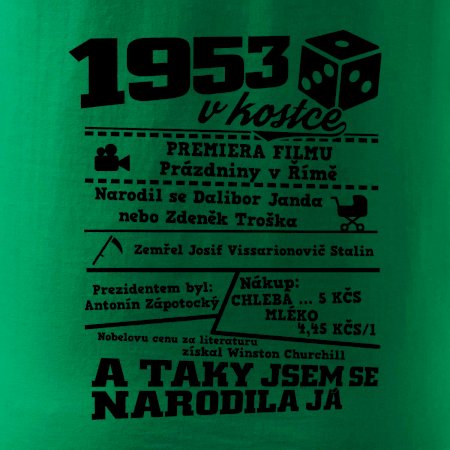 1953
v kostce
PREMIERA FILMU
Prázdniny v Římě
Narodil se Dalibor Janda
nebo Zdeněk Troška
Zemřel Josif Vissarionovič Stalin
Prezidentem byl:
Antonín Zápotocký
Nákup:
CHLEBA ... 5 KČS
MLÉKO
4,45 KČS/l
Nobelovu cenu za literaturu
získal Winston Churchill
A TAKY JSEM SE
NARODILA JÁ